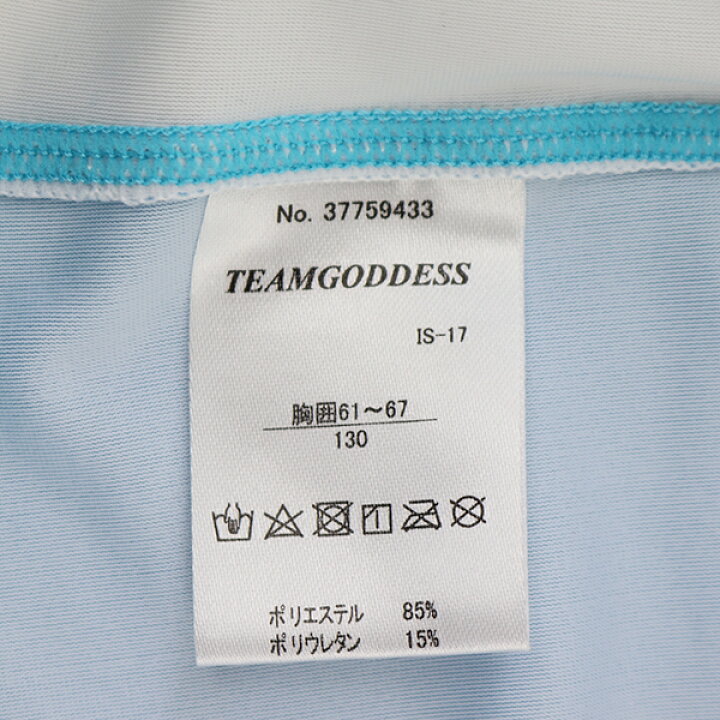 No. 37759433
TEAMGODDESS
IS-17
胸囲61～67
130
ポリエステル 85%
ポリウレタン 15%